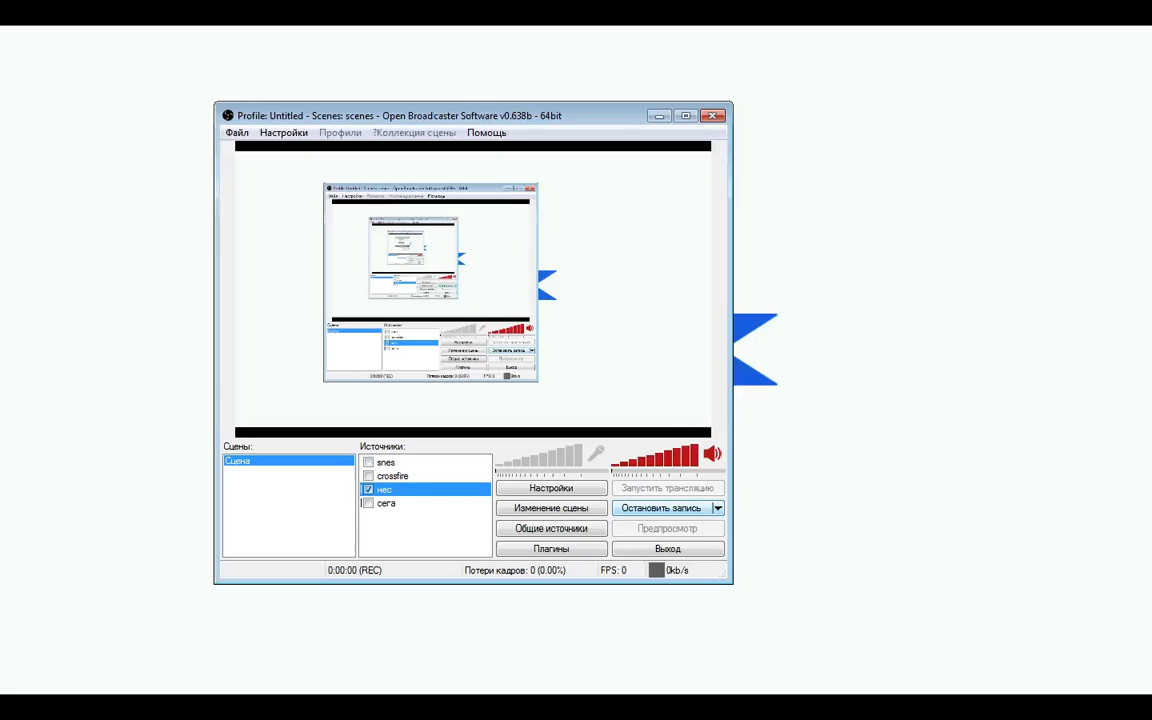 Profile: Untitled - Scenes: scenes - Open Broadcaster Software v0.638b - 64bit
Файл Настройки Профили ?Коллекция сцены Помощь
Сцены:
Сцена
Источники:
snes
crossfire
нес
сега
Настройки
Запустить трансляцию
Изменение сцены
Остановить запись
Общие источники
Предпросмотр
Плагины
Выход
0:00:00 (REC)
Потери кадров: 0 (0.00%)
FPS: 0
0kb/s